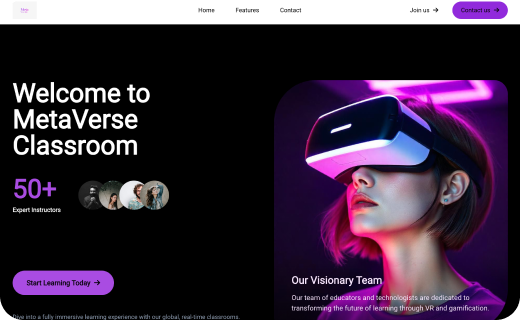 Home
Features
Contact
Join us →
Contact us →
Welcome to
MetaVerse
Classroom
50+
Expert Instructors
Start Learning Today →
Dive into a fully immersive learning experience with our global, real-time classrooms.
Our Visionary Team
Our team of educators and technologists are dedicated to
transforming the future of learning through VR and gamification.